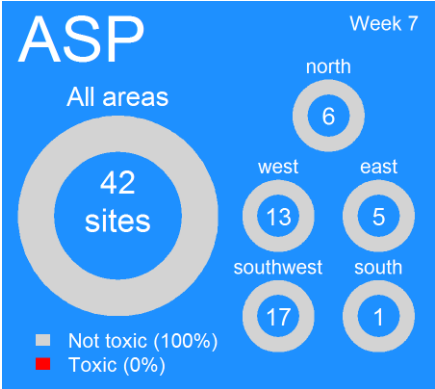 ASP
Week 7
All areas
42
sites
north
6
west
13
east
5
southwest
17
south
1
Not toxic (100%)
Toxic (0%)